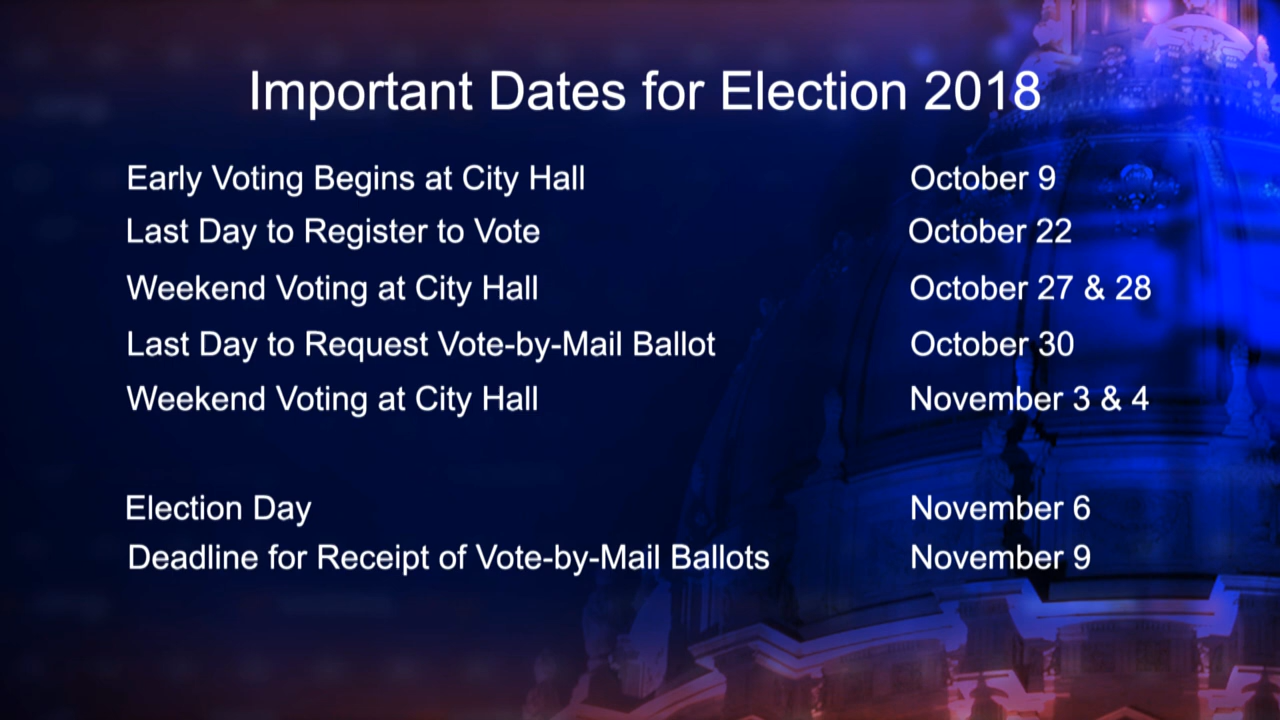 Important Dates for Election 2018
Early Voting Begins at City Hall October 9
Last Day to Register to Vote October 22
Weekend Voting at City Hall October 27 & 28
Last Day to Request Vote-by-Mail Ballot October 30
Weekend Voting at City Hall November 3 & 4
Election Day November 6
Deadline for Receipt of Vote-by-Mail Ballots November 9